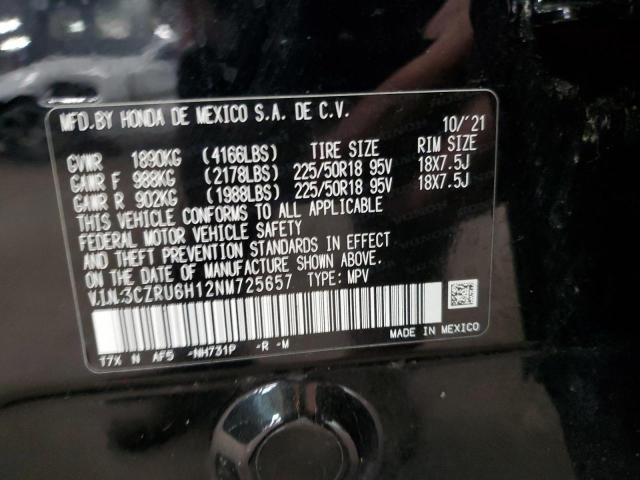 MFD.BY HONDA DE MEXICO S.A. DE C.V. 10/'21
GVWR 1890KG (4166LBS) TIRE SIZE RIM SIZE
GAWR F 988KG (2178LBS) 225/50R18 95V 18X7.5J
GAWR R 902KG (1988LBS) 225/50R18 95V 18X7.5J
THIS VEHICLE CONFORMS TO ALL APPLICABLE
FEDERAL MOTOR VEHICLE SAFETY
AND THEFT PREVENTION STANDARDS IN EFFECT
ON THE DATE OF MANUFACTURE SHOWN ABOVE.
V.I.N. 3CZRU6H12NM725657 TYPE: MPV
MADE IN MEXICO
T7X N AF5 -NH731P -R -M